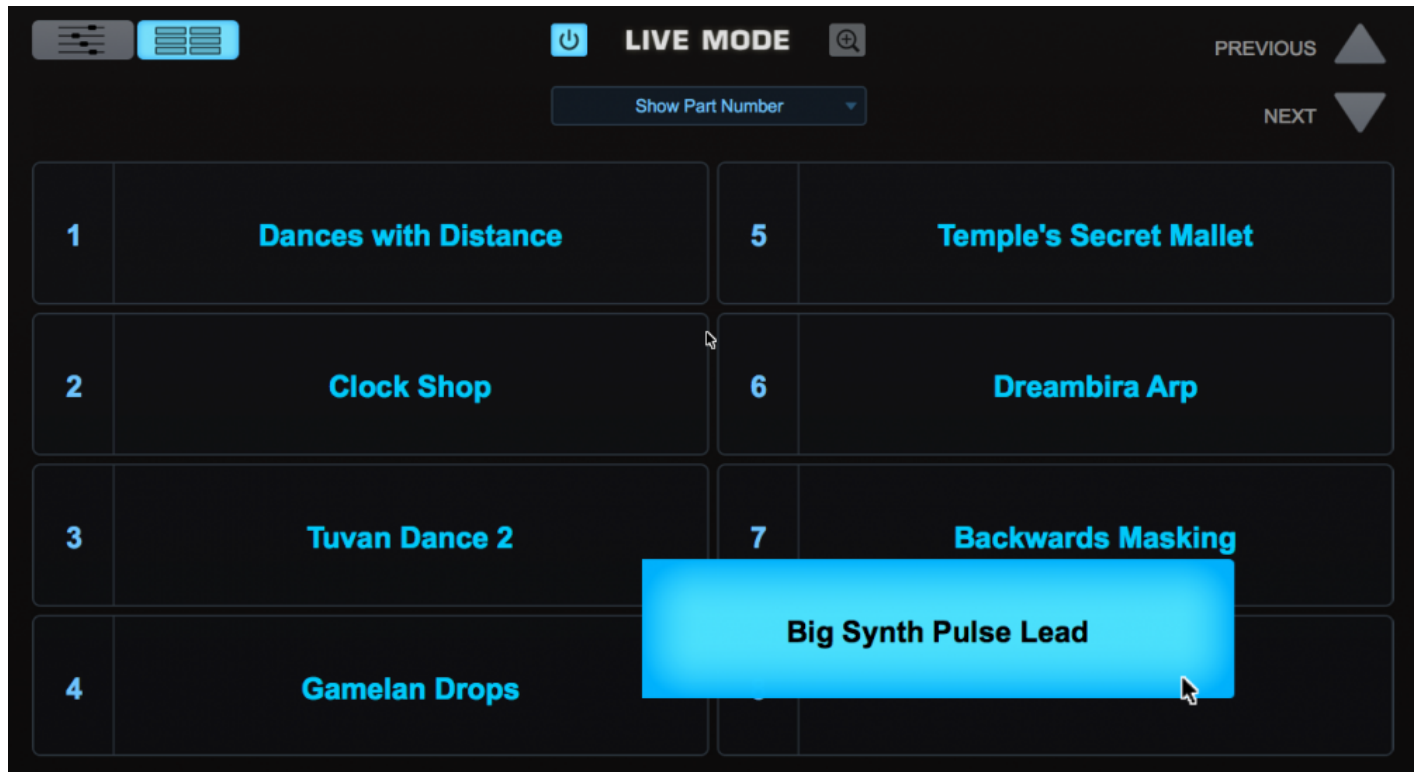 LIVE MODE
PREVIOUS
Show Part Number
NEXT
1 Dances with Distance
5 Temple's Secret Mallet
2 Clock Shop
6 Dreambira Arp
3 Tuvan Dance 2
7 Backwards Masking
Big Synth Pulse Lead
4 Gamelan Drops